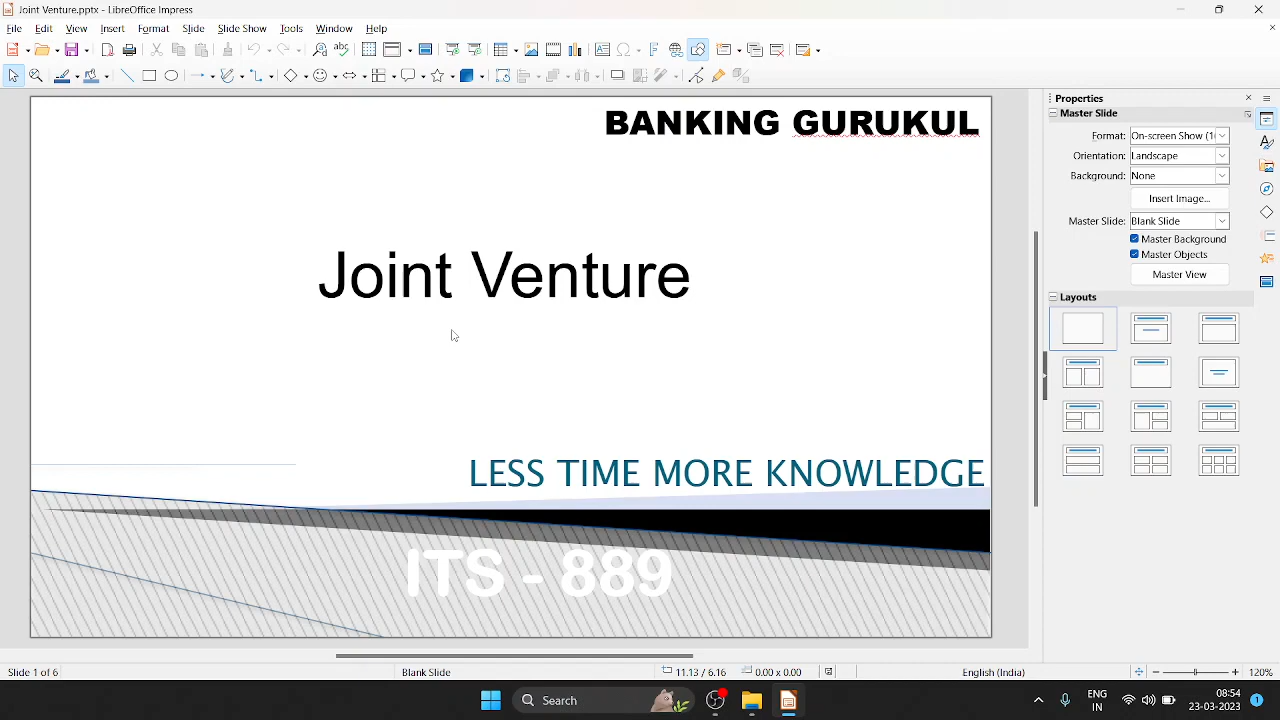 Joint Venture.pptx - LibreOffice Impress
File Edit View Insert Format Slide Slide Show Tools Window Help
BANKING GURUKUL
Joint Venture
LESS TIME MORE KNOWLEDGE
ITS - 889
Properties
Master Slide
Format: On-screen Show (1
Orientation: Landscape
Background: None
Insert Image...
Master Slide: Blank Slide
Master Background
Master Objects
Master View
Layouts
Slide 1 of 6
Blank Slide
11.13 / 6.16
0.00 x 0.00
English (India)
120%
Search
ENG
IN
08:54
23-03-2023
1